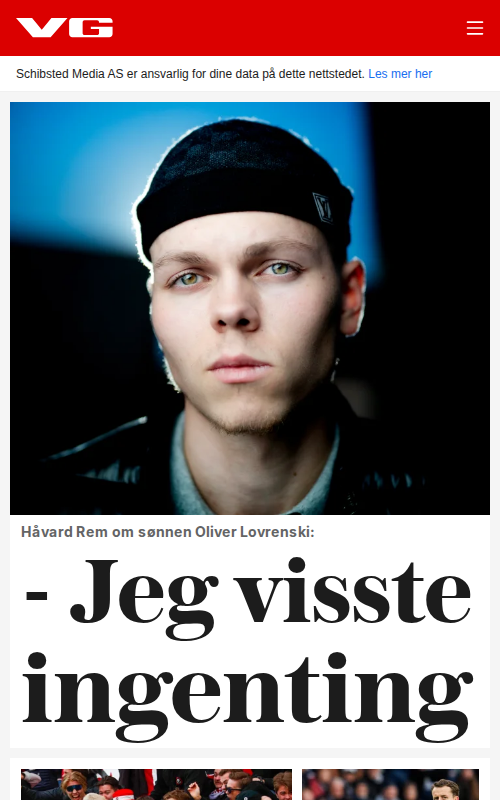 VG
Schibsted Media AS er ansvarlig for dine data på dette nettstedet. Les mer her
Håvard Rem om sønnen Oliver Lovrenski:
- Jeg visste
ingenting